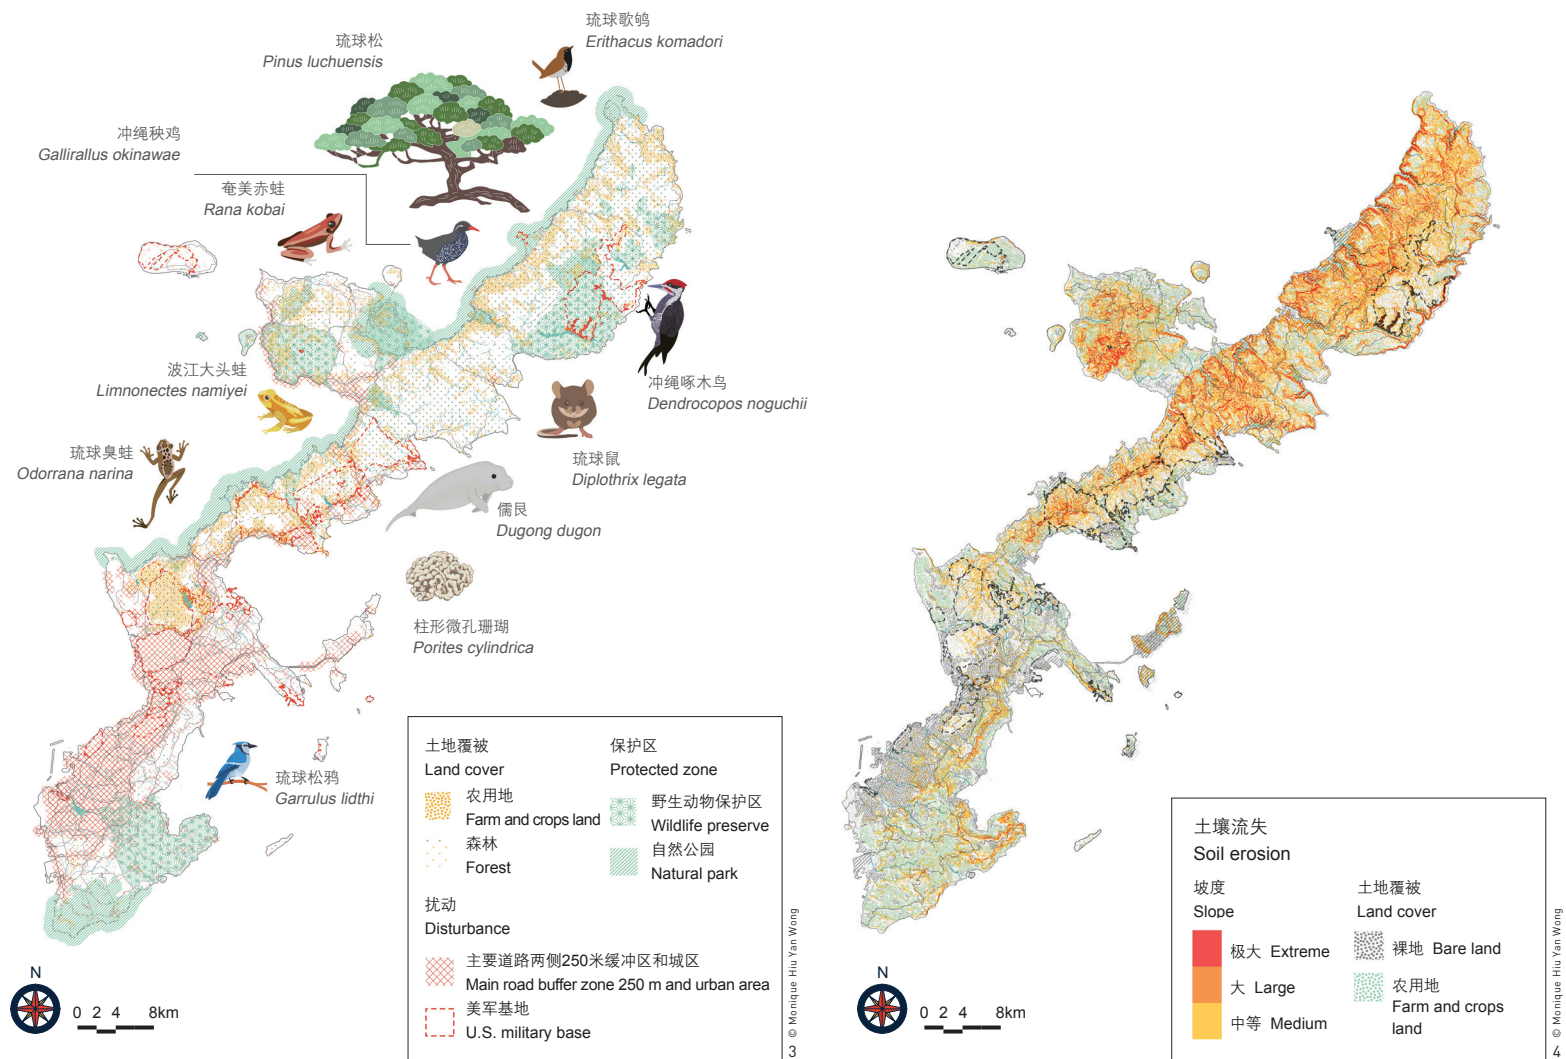 琉球歌鸲
Erithacus komadori
琉球松
Pinus luchuensis
冲绳秧鸡
Gallirallus okinawae
奄美赤蛙
Rana kobai
波江大头蛙
Limnonectes namiyei
冲绳啄木鸟
Dendrocopos noguchii
琉球臭蛙
Odorrana narina
琉球鼠
Diplothrix legata
儒艮
Dugong dugon
柱形微孔珊瑚
Porites cylindrica
琉球松鸦
Garrulus lidthi
土地覆被
Land cover
农用地
Farm and crops land
森林
Forest
保护区
Protected zone
野生动物保护区
Wildlife preserve
自然公园
Natural park
扰动
Disturbance
主要道路两侧250米缓冲区和城区
Main road buffer zone 250 m and urban area
美军基地
U.S. military base
N
0 2 4 8km
© Monique Hiu Yan Wong
3
土壤流失
Soil erosion
坡度
Slope
极大 Extreme
大 Large
中等 Medium
土地覆被
Land cover
裸地 Bare land
农用地
Farm and crops
land
N
0 2 4 8km
© Monique Hiu Yan Wong
4